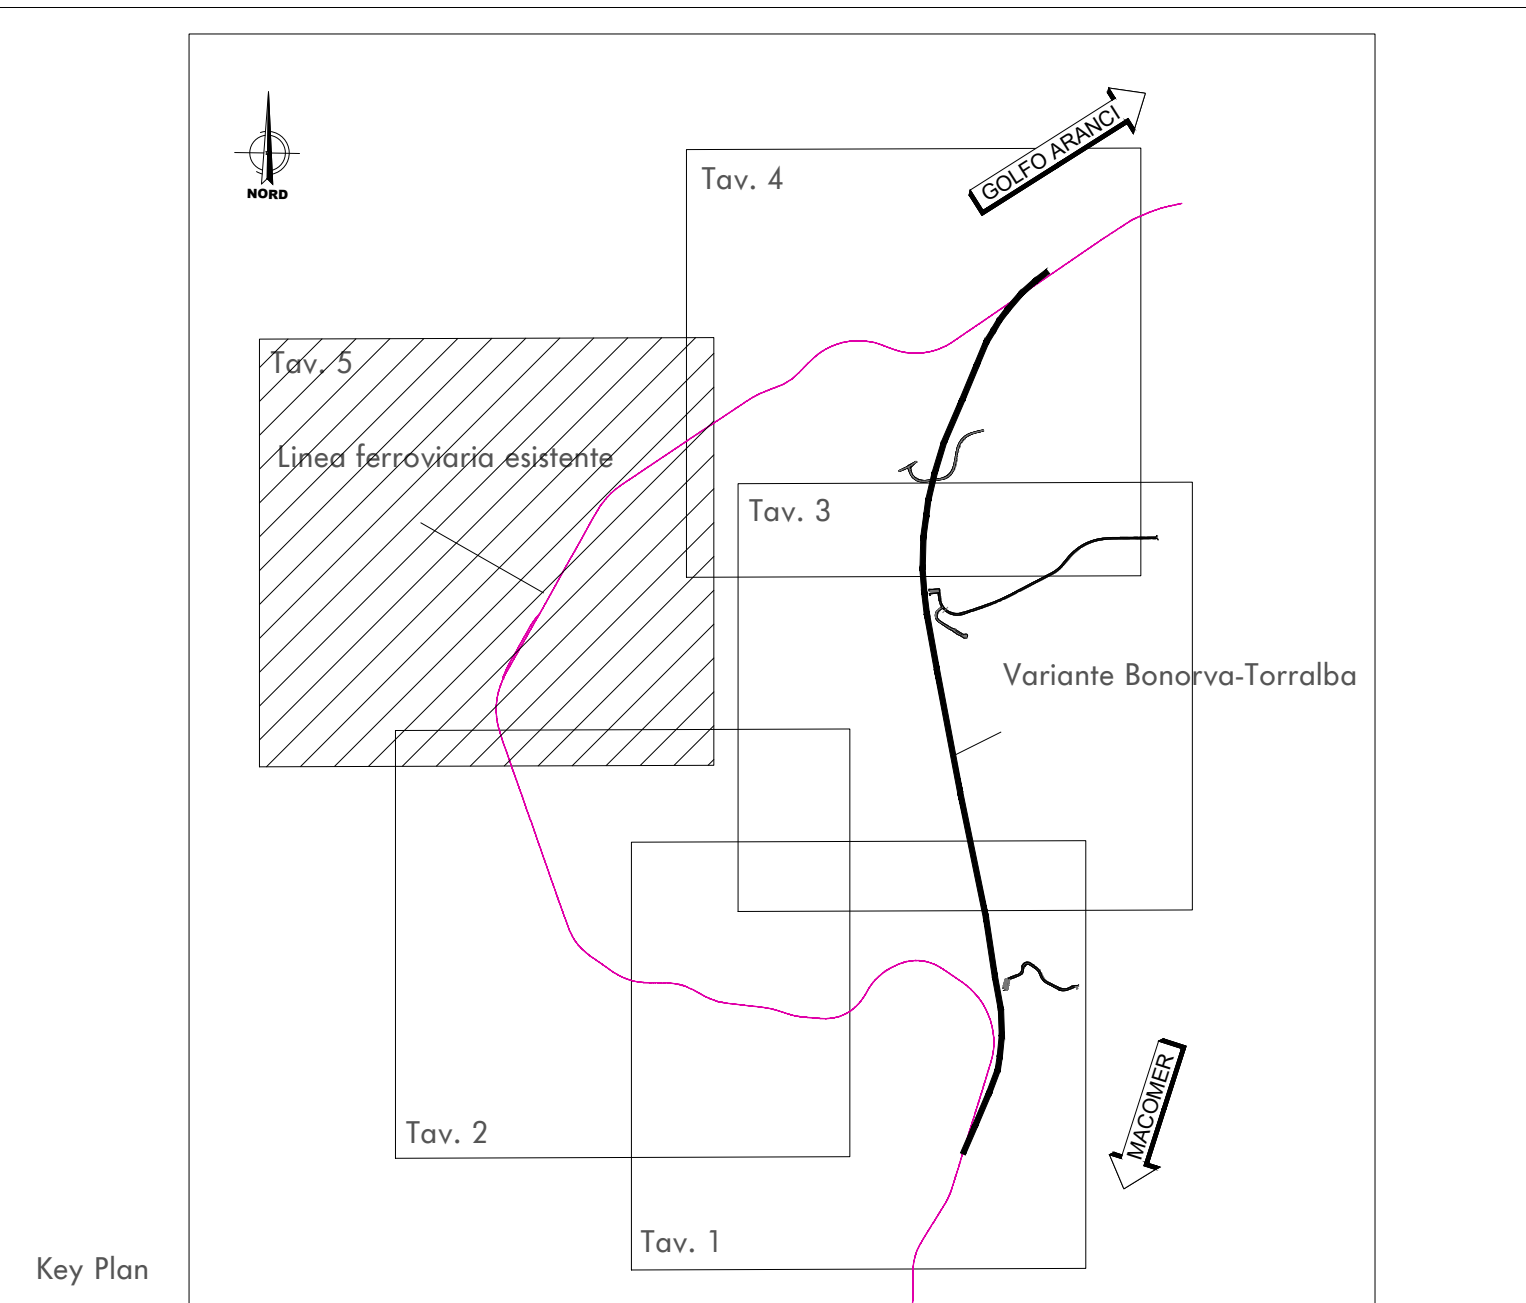 GOLFO ARANCI
NORD
Tav. 4
Tav. 5
Linea ferroviaria esistente
Tav. 3
Variante Bonorva-Torralba
MACOMER
Tav. 2
Tav. 1
Key Plan